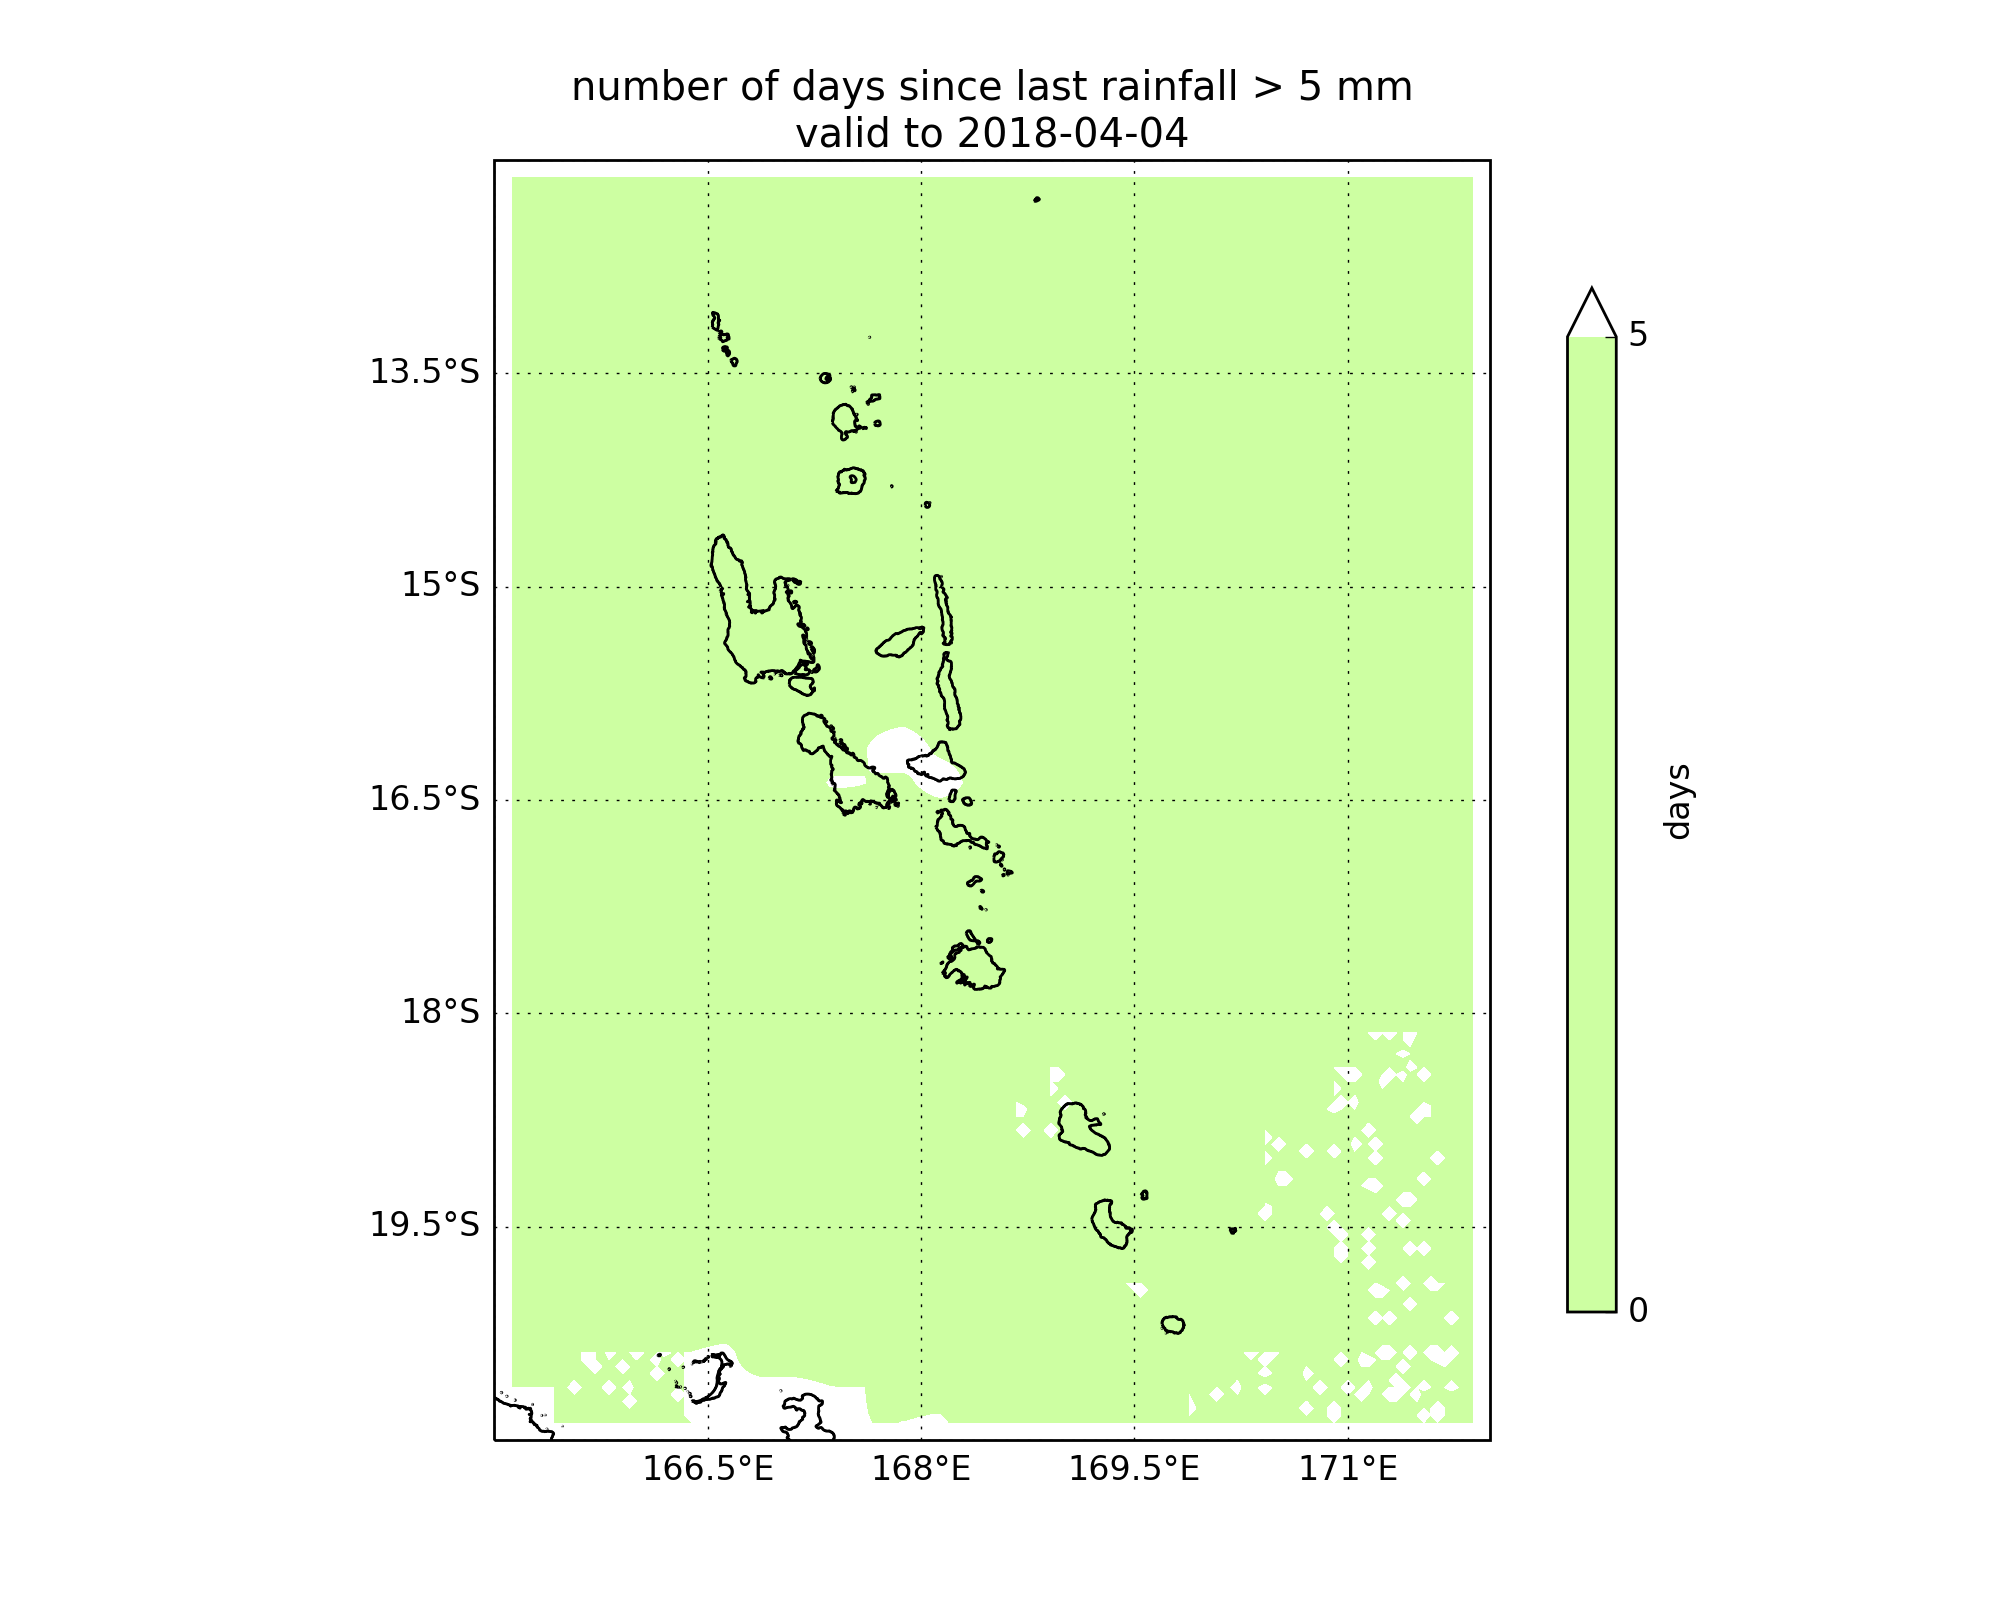 number of days since last rainfall > 5 mm
valid to 2018-04-04
13.5°S
15°S
16.5°S
18°S
19.5°S
166.5°E
168°E
169.5°E
171°E
5
0
days